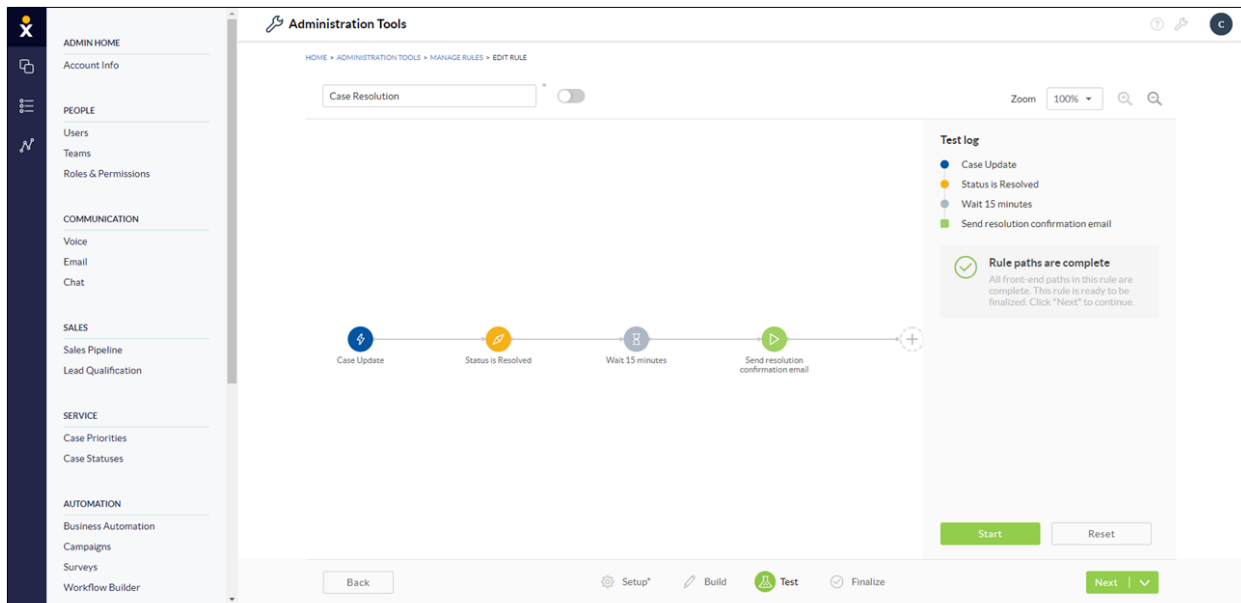 Administration Tools
C
ADMIN HOME
Account Info
PEOPLE
Users
Teams
Roles & Permissions
COMMUNICATION
Voice
Email
Chat
SALES
Sales Pipeline
Lead Qualification
SERVICE
Case Priorities
Case Statuses
AUTOMATION
Business Automation
Campaigns
Surveys
Workflow Builder
HOME > ADMINISTRATION TOOLS > MANAGE RULES > EDIT RULE
Case Resolution *
Zoom 100%
Case Update
Status is Resolved
Wait 15 minutes
Send resolution
confirmation email
Test log
Case Update
Status is Resolved
Wait 15 minutes
Send resolution confirmation email
Rule paths are complete
All front-end paths in this rule are
complete. This rule is ready to be
finalized. Click "Next" to continue.
Start Reset
Back Setup* Build Test Finalize Next